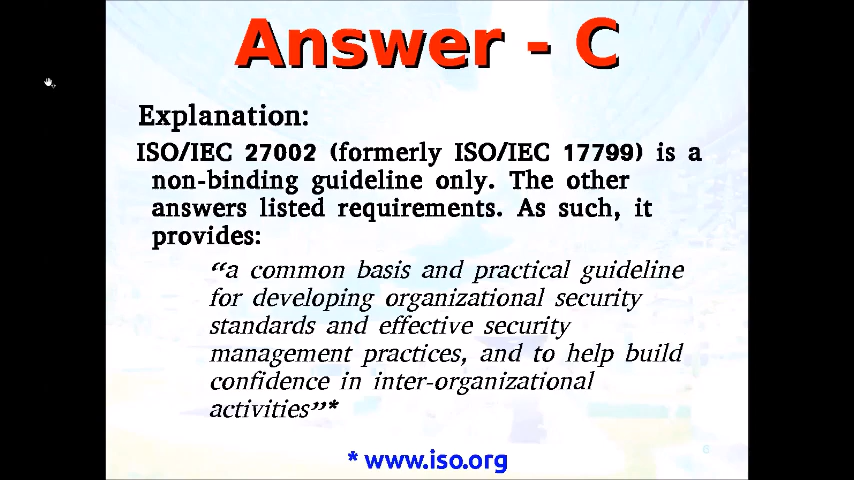 Answer - C
Explanation:
ISO/IEC 27002 (formerly ISO/IEC 17799) is a
non-binding guideline only. The other
answers listed requirements. As such, it
provides:
“a common basis and practical guideline
for developing organizational security
standards and effective security
management practices, and to help build
confidence in inter-organizational
activities”*
* www.iso.org
6